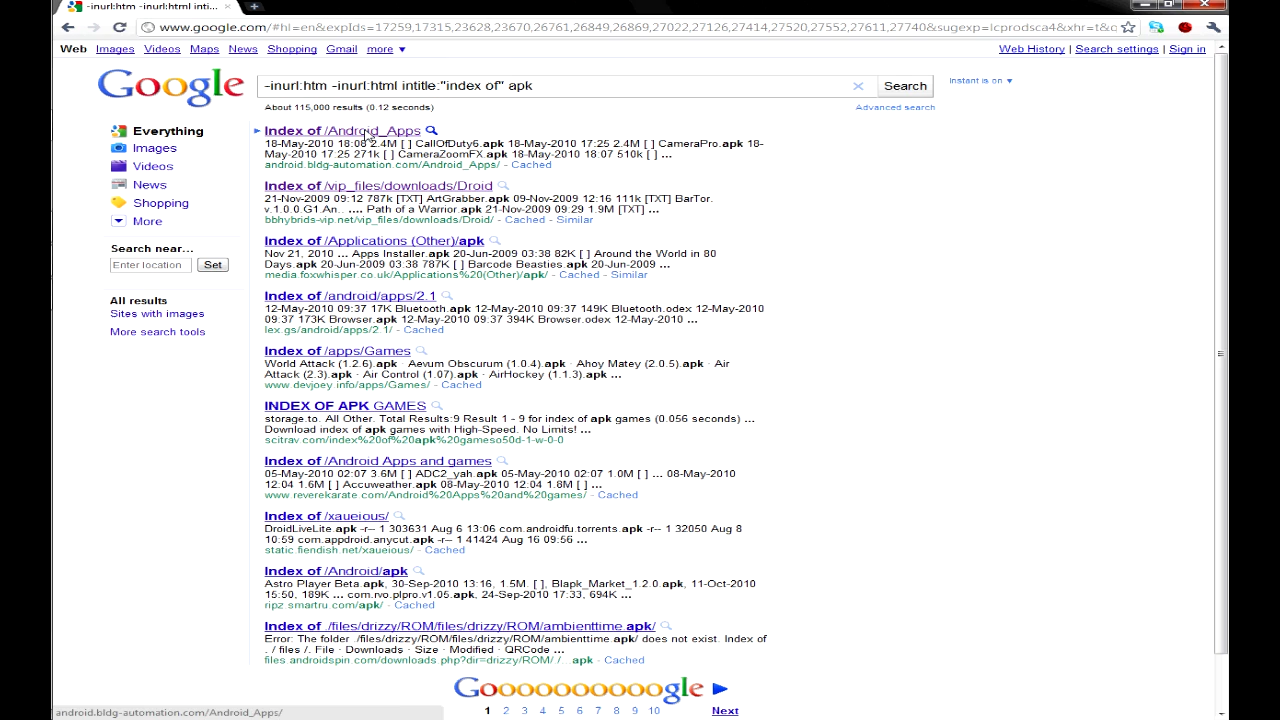 -inurl:htm -inurl:html inti...
www.google.com/#hl=en&expIds=17259,17315,23628,23670,26761,26849,26869,27022,27126,27414,27520,27552,27611,27740&sugexp=lcprodsca4&xhr=t&q
Web Images Videos Maps News Shopping Gmail more ▼
Web History | Search settings | Sign in
Google
-inurl:htm -inurl:html intitle:"index of" apk
Search
Instant is on ▼
About 115,000 results (0.12 seconds)
Advanced search
Everything
Images
Videos
News
Shopping
More
Search near...
Enter location
Set
All results
Sites with images
More search tools
Index of /Android_Apps
18-May-2010 18:08 2.4M [ ] CallOfDuty6.apk 18-May-2010 17:25 2.4M [ ] CameraPro.apk 18-
May-2010 17:25 271k [ ] CameraZoomFX.apk 18-May-2010 18:07 510k [ ] ...
android.bldg-automation.com/Android_Apps/ - Cached
Index of /vip_files/downloads/Droid
21-Nov-2009 09:12 787k [TXT] ArtGrabber.apk 09-Nov-2009 12:16 111k [TXT] BarTor.
v.1.0.0.G1.An.. .... Path of a Warrior.apk 21-Nov-2009 09:29 1.9M [TXT] ...
bbhybrids-vip.net/vip_files/downloads/Droid/ - Cached - Similar
Index of /Applications (Other)/apk
Nov 21, 2010 ... Apps Installer.apk 20-Jun-2009 03:38 82K [ ] Around the World in 80
Days.apk 20-Jun-2009 03:38 787K [ ] Barcode Beasties.apk 20-Jun-2009 ...
media.foxwhisper.co.uk/Applications%20(Other)/apk/ - Cached - Similar
Index of /android/apps/2.1
12-May-2010 09:37 17K Bluetooth.apk 12-May-2010 09:37 149K Bluetooth.odex 12-May-2010
09:37 173K Browser.apk 12-May-2010 09:37 394K Browser.odex 12-May-2010 ...
lex.gs/android/apps/2.1/ - Cached
Index of /apps/Games
World Attack (1.2.6).apk · Aevum Obscurum (1.0.4).apk · Ahoy Matey (2.0.5).apk · Air
Attack (2.3).apk · Air Control (1.07).apk · AirHockey (1.1.3).apk ...
www.devjoey.info/apps/Games/ - Cached
INDEX OF APK GAMES
storage.to. All Other. Total Results:9 Result 1 - 9 for index of apk games (0.056 seconds) ...
Download index of apk games with High-Speed. No Limits! ...
scitrav.com/index%20of%20apk%20gameso50d-1-w-0-0
Index of /Android Apps and games
05-May-2010 02:07 3.6M [ ] ADC2_yah.apk 05-May-2010 02:07 1.0M [ ] ... 08-May-2010
12:04 1.6M [ ] Accuweather.apk 08-May-2010 12:04 1.8M [ ] ...
www.reverekarate.com/Android%20Apps%20and%20games/ - Cached
Index of /xaueious/
DroidLiveLite.apk -r-- 1 303631 Aug 6 13:06 com.androidfu.torrents.apk -r-- 1 32050 Aug 8
10:59 com.appdroid.anycut.apk -r-- 1 41424 Aug 16 09:56 ...
static.fiendish.net/xaueious/ - Cached
Index of /Android/apk
Astro Player Beta.apk, 30-Sep-2010 13:16, 1.5M. [ ], Blapk_Market_1.2.0.apk, 11-Oct-2010
15:50, 189K ... com.rvo.plpro.v1.05.apk, 24-Sep-2010 17:33, 694K ...
ripz.smartru.com/apk/ - Cached
Index of ./files/drizzy/ROM/files/drizzy/ROM/ambienttime.apk/
Error: The folder ./files/drizzy/ROM/files/drizzy/ROM/ambienttime.apk/ does not exist. Index of
. / files /. File · Downloads · Size · Modified · QRCode ...
files.androidspin.com/downloads.php?dir=drizzy/ROM/ /...apk - Cached
Gooooooooogle
1 2 3 4 5 6 7 8 9 10 Next
android.bldg-automation.com/Android_Apps/